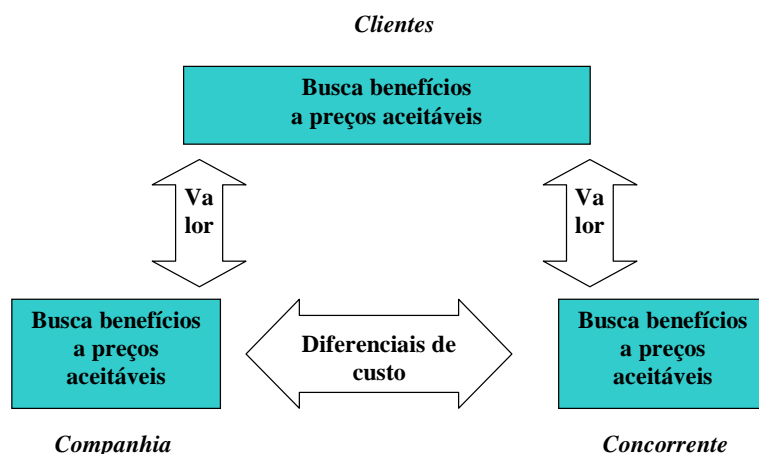 Clientes
Busca benefícios
a preços aceitáveis
Va
lor
Va
lor
Busca benefícios
a preços
aceitáveis
Diferenciais de
custo
Busca benefícios
a preços
aceitáveis
Companhia
Concorrente